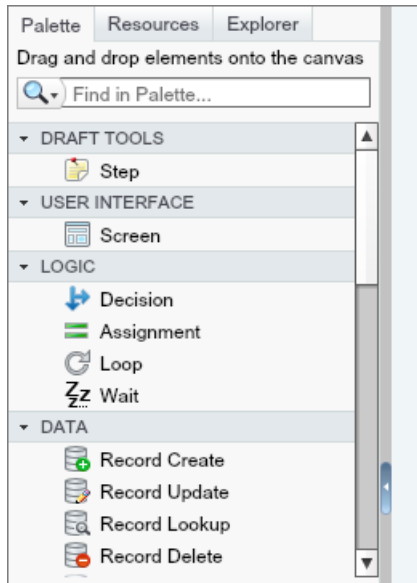 Palette Resources Explorer
Drag and drop elements onto the canvas
Find in Palette...
DRAFT TOOLS
Step
USER INTERFACE
Screen
LOGIC
Decision
Assignment
Loop
Wait
DATA
Record Create
Record Update
Record Lookup
Record Delete